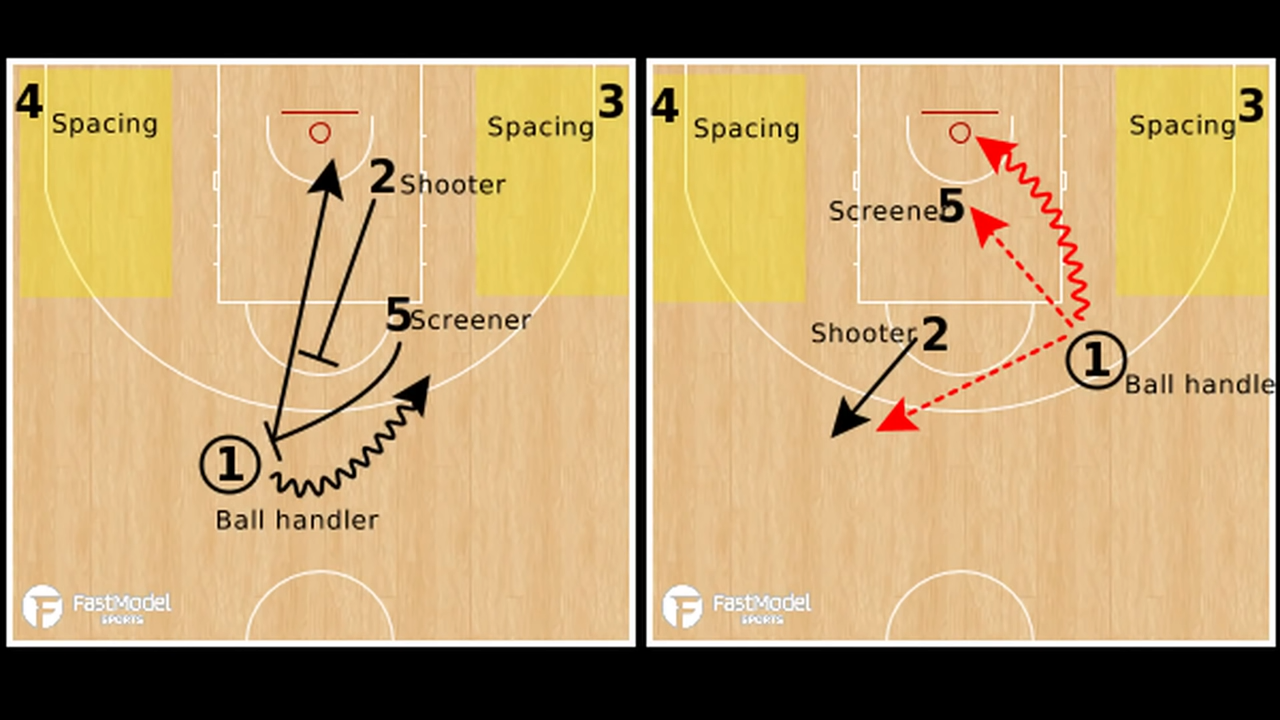 4 Spacing
Spacing 3
2 Shooter
5 Screener
1
Ball handler
FastModel
SPORTS
4 Spacing
Spacing 3
Screener 5
Shooter 2
1
Ball handle
FastModel
SPORTS